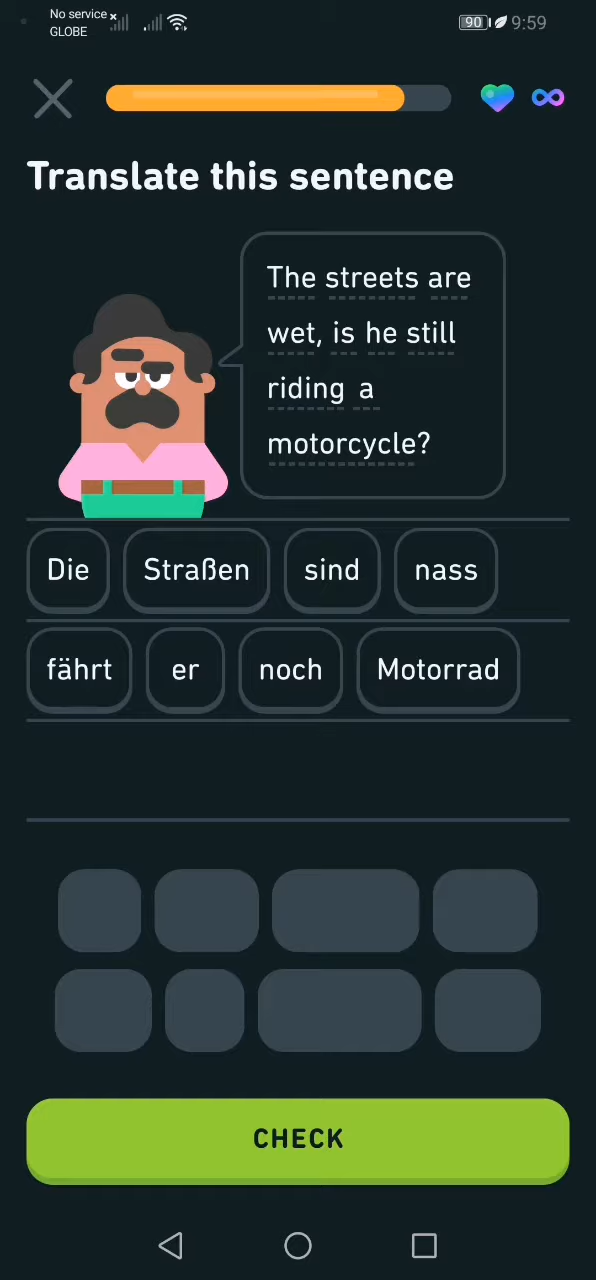 No service
GLOBE
90 9:59
Translate this sentence
The streets are
wet, is he still
riding a
motorcycle?
Die Straßen sind nass
fährt er noch Motorrad
CHECK